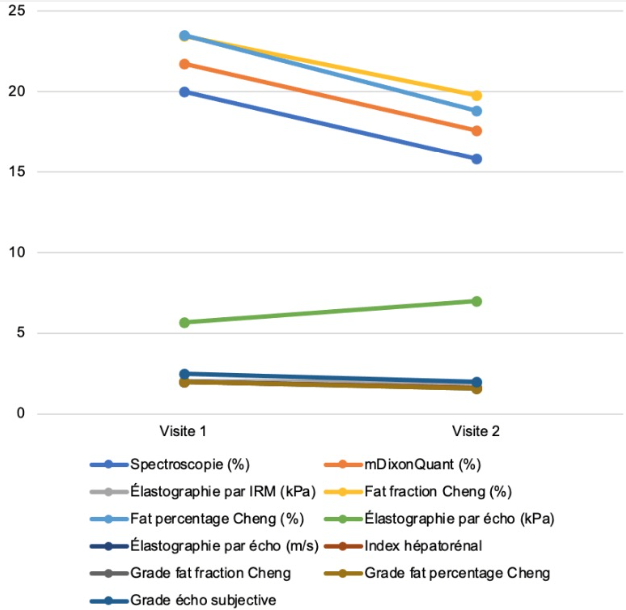 25
20
15
10
5
0
Visite 1 Visite 2
Spectroscopie (%) mDixonQuant (%)
Élastographie par IRM (kPa) Fat fraction Cheng (%)
Fat percentage Cheng (%) Élastographie par écho (kPa)
Élastographie par écho (m/s) Index hépatorénal
Grade fat fraction Cheng Grade fat percentage Cheng
Grade écho subjective